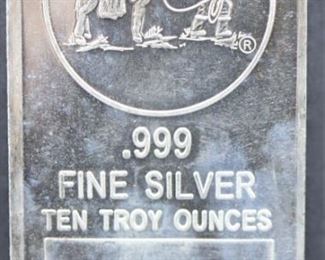 ®
.999
FINE SILVER
TEN TROY OUNCES